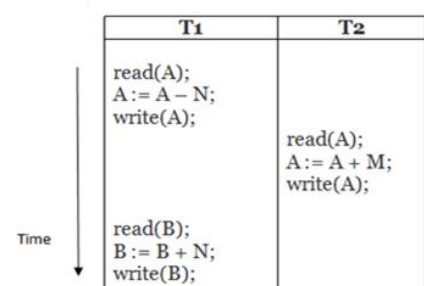 T1 T2
read(A);
A := A – N;
write(A);
read(A);
A := A + M;
write(A);
Time
read(B);
B := B + N;
write(B);